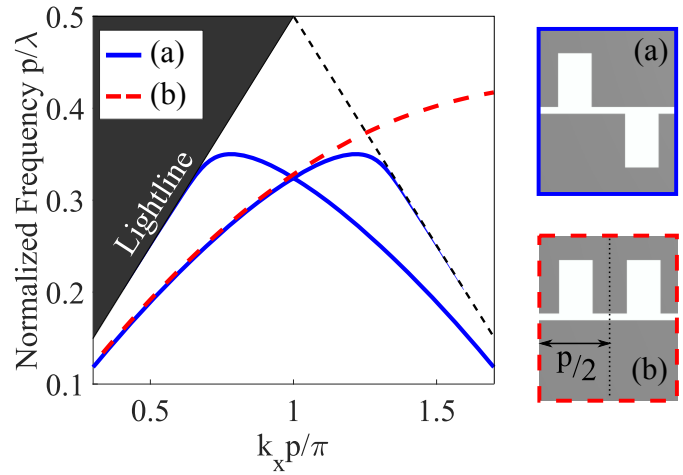 0.5
0.4
0.3
0.2
0.1
0.5
1
1.5
Normalized Frequency p/λ
kₓp/π
Lightline
(a)
(b)
(a)
p/2
(b)